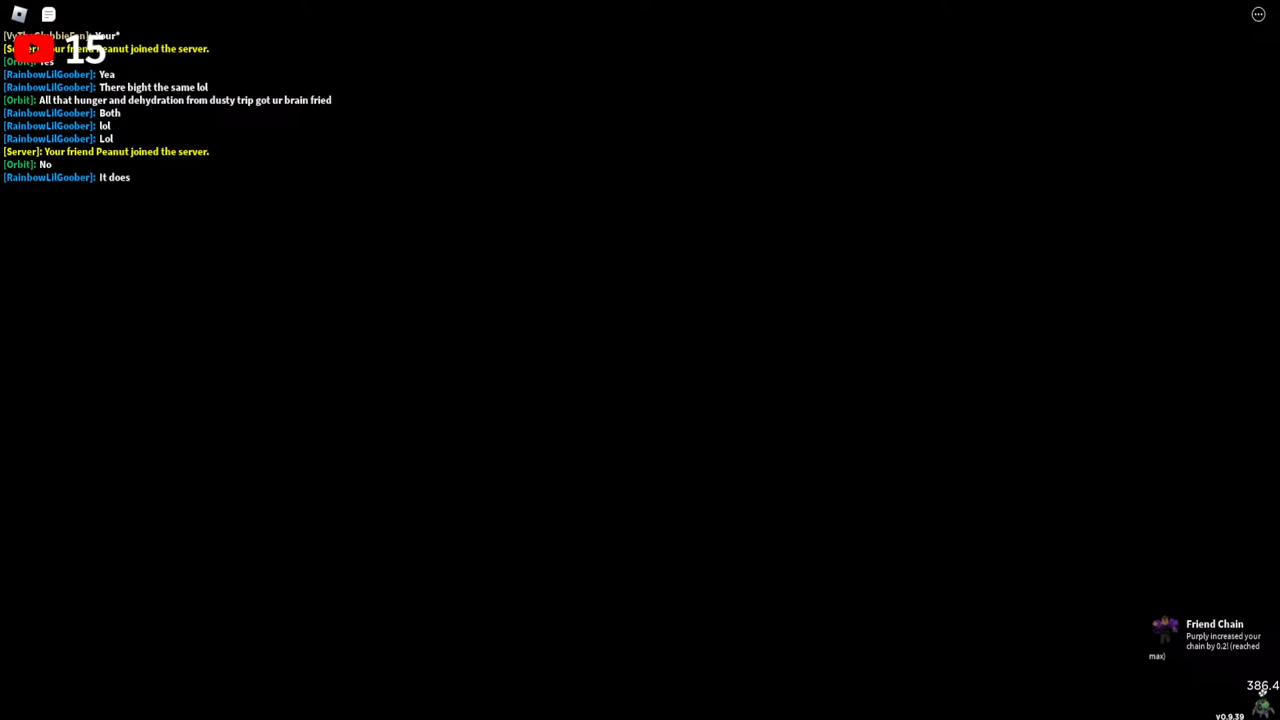 Your*
15
Your friend Peanut joined the server.
Yes
[RainbowLilGoober]: Yea
[RainbowLilGoober]: There bight the same lol
[Orbit]: All that hunger and dehydration from dusty trip got ur brain fried
[RainbowLilGoober]: Both
[RainbowLilGoober]: lol
[RainbowLilGoober]: Lol
[Server]: Your friend Peanut joined the server.
[Orbit]: No
[RainbowLilGoober]: It does
Friend Chain
Purply increased your
chain by 0.2! (reached
max)
386.4
v0.9.39